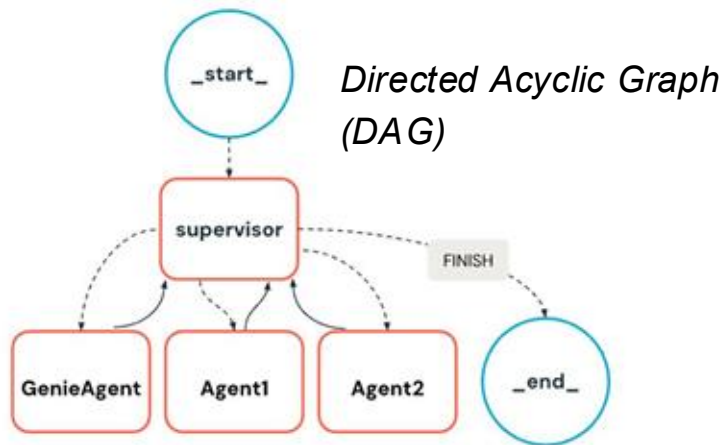 _start_
Directed Acyclic Graph
(DAG)
supervisor
FINISH
GenieAgent
Agent1
Agent2
_end_